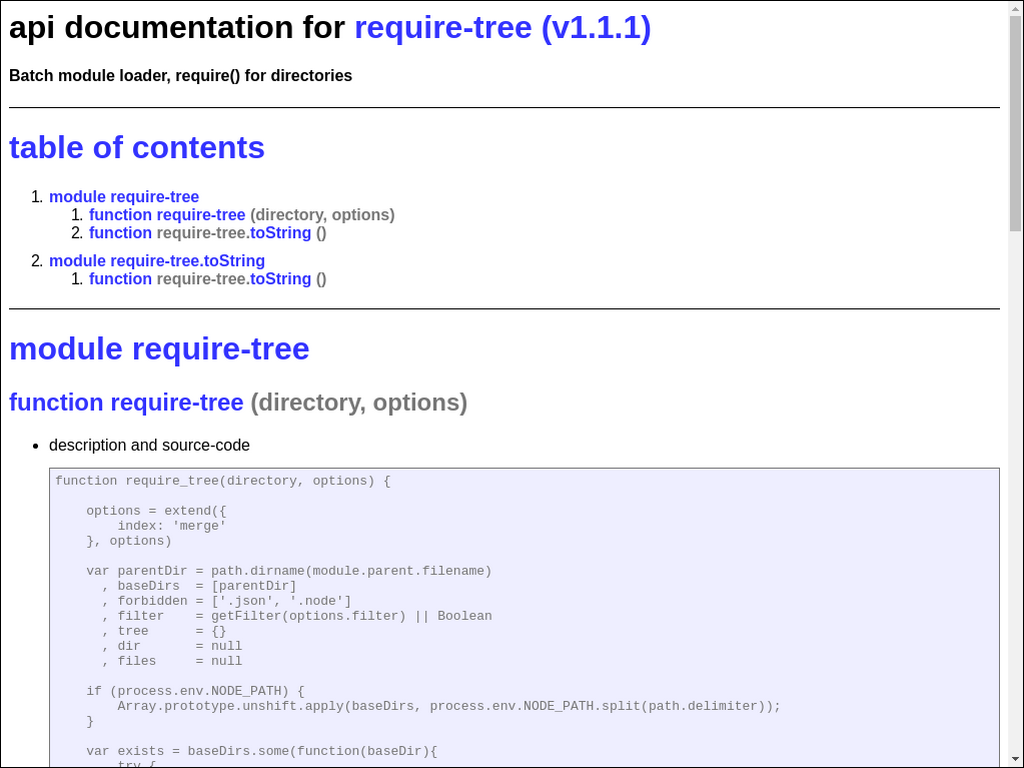 api documentation for require-tree (v1.1.1)
Batch module loader, require() for directories
table of contents
1. module require-tree
1. function require-tree (directory, options)
2. function require-tree.toString ()
2. module require-tree.toString
1. function require-tree.toString ()
module require-tree
function require-tree (directory, options)
• description and source-code
function require_tree(directory, options) {
    options = extend({
        index: 'merge'
    }, options)
    var parentDir = path.dirname(module.parent.filename)
      , baseDirs  = [parentDir]
      , forbidden = ['.json', '.node']
      , filter    = getFilter(options.filter) || Boolean
      , tree      = {}
      , dir       = null
      , files     = null
    if (process.env.NODE_PATH) {
        Array.prototype.unshift.apply(baseDirs, process.env.NODE_PATH.split(path.delimiter));
    }
    var exists = baseDirs.some(function(baseDir){
        try {